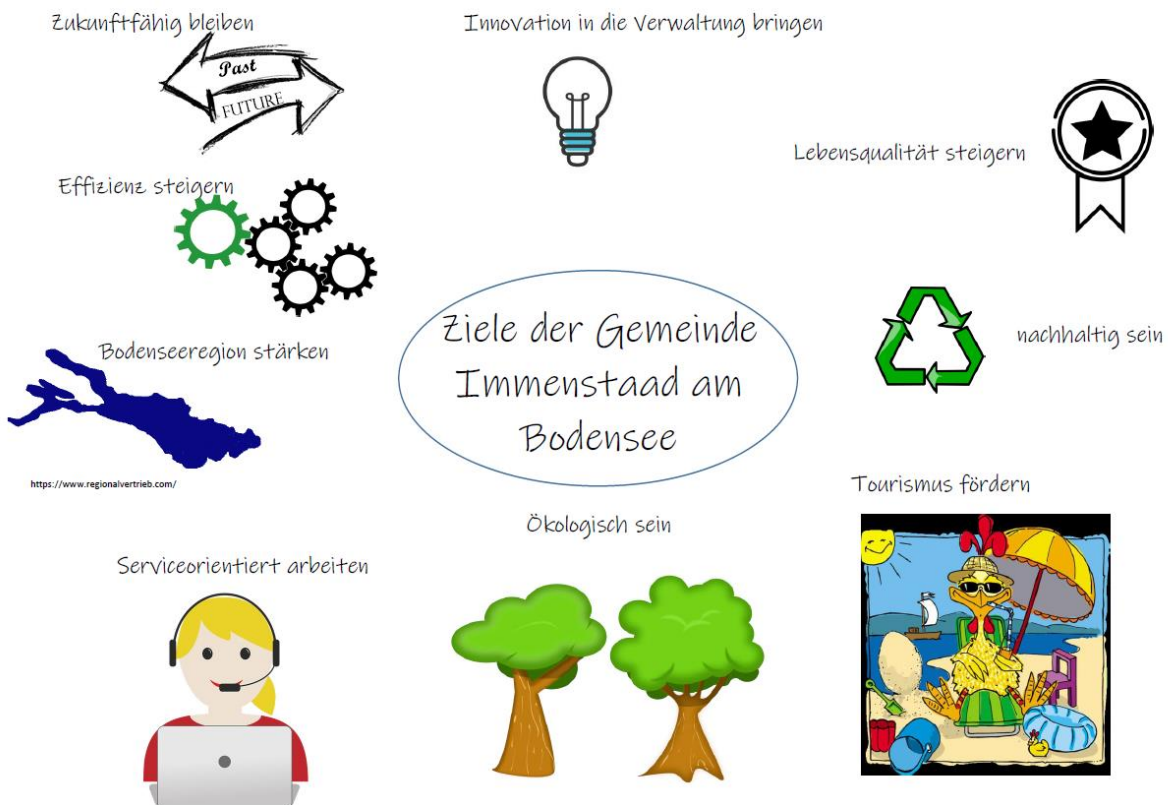 Zukunftfähig bleiben
Past
FUTURE
Innovation in die Verwaltung bringen
Lebensqualität steigern
Effizienz steigern
Ziele der Gemeinde
Immenstaad am
Bodensee
nachhaltig sein
Bodenseeregion stärken
https://www.regionalvertrieb.com/
Tourismus fördern
Ökologisch sein
Serviceorientiert arbeiten